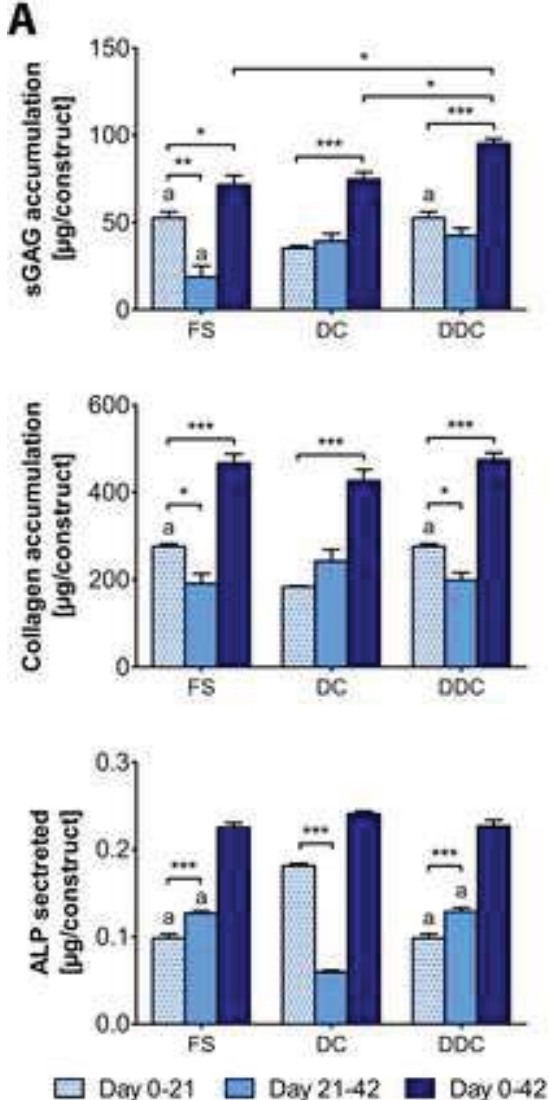 A
sGAG accumulation
[µg/construct]
150
100
50
0
*
*
***
*
**
***
a
a
a
FS
DC
DDC
Collagen accumulation
[µg/construct]
600
400
200
0
***
***
***
*
*
a
a
FS
DC
DDC
ALP sectreted
[µg/construct]
0.3
0.2
0.1
0.0
***
***
***
a
a
a
a
FS
DC
DDC
Day 0-21
Day 21-42
Day 0-42